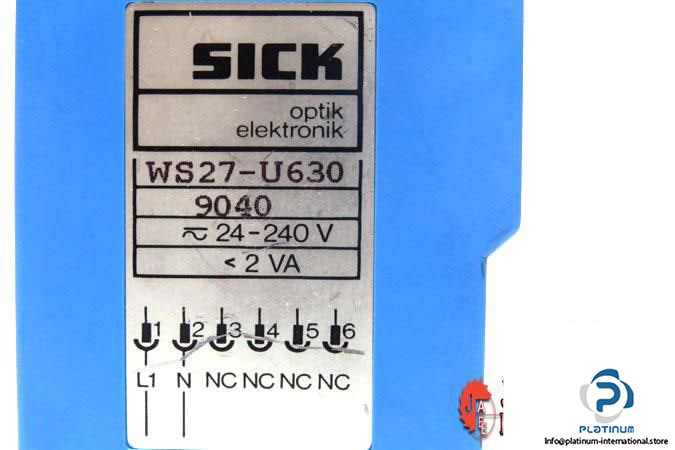 SICK
optik
elektronik
WS27-U630
9040
⎓∿ 24-240 V
< 2 VA
1 2 3 4 5 6
L1 N NC NC NC NC
PLATINUM
Info@platinum-international.store